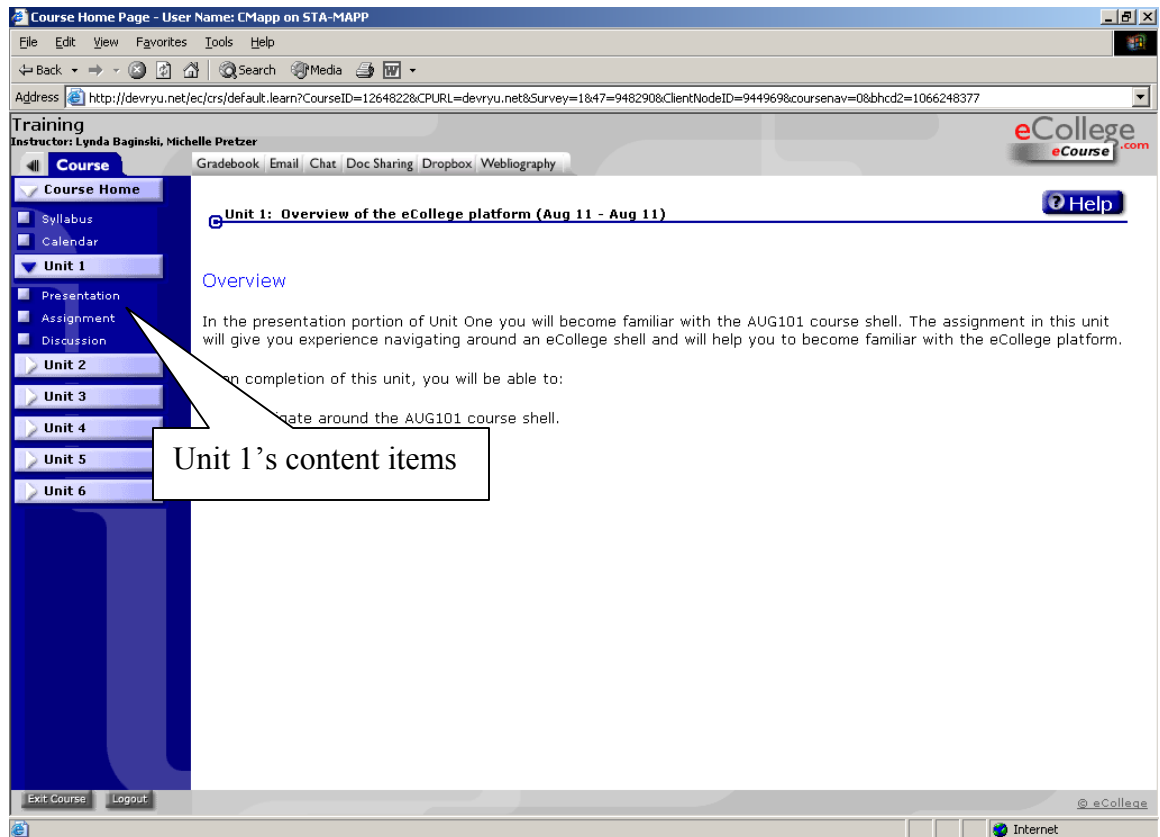 Course Home Page - User Name: CMapp on STA-MAPP
File Edit View Favorites Tools Help
Back Search Media
Address http://devryu.net/ec/crs/default.learn?CourseID=1264822&CPURL=devryu.net&Survey=1&47=948290&ClientNodeID=944969&coursenav=0&bhcd2=1066248377
Training
Instructor: Lynda Baginski, Michelle Pretzer
eCollege
.com
eCourse
Course
Gradebook Email Chat Doc Sharing Dropbox Webliography
Course Home
Syllabus
Calendar
Unit 1
Presentation
Assignment
Discussion
Unit 2
Unit 3
Unit 4
Unit 5
Unit 6
Unit 1: Overview of the eCollege platform (Aug 11 - Aug 11)
Help
Overview
In the presentation portion of Unit One you will become familiar with the AUG101 course shell. The assignment in this unit
will give you experience navigating around an eCollege shell and will help you to become familiar with the eCollege platform.
completion of this unit, you will be able to:
around the AUG101 course shell.
Unit 1’s content items
Exit Course Logout
© eCollege
Internet